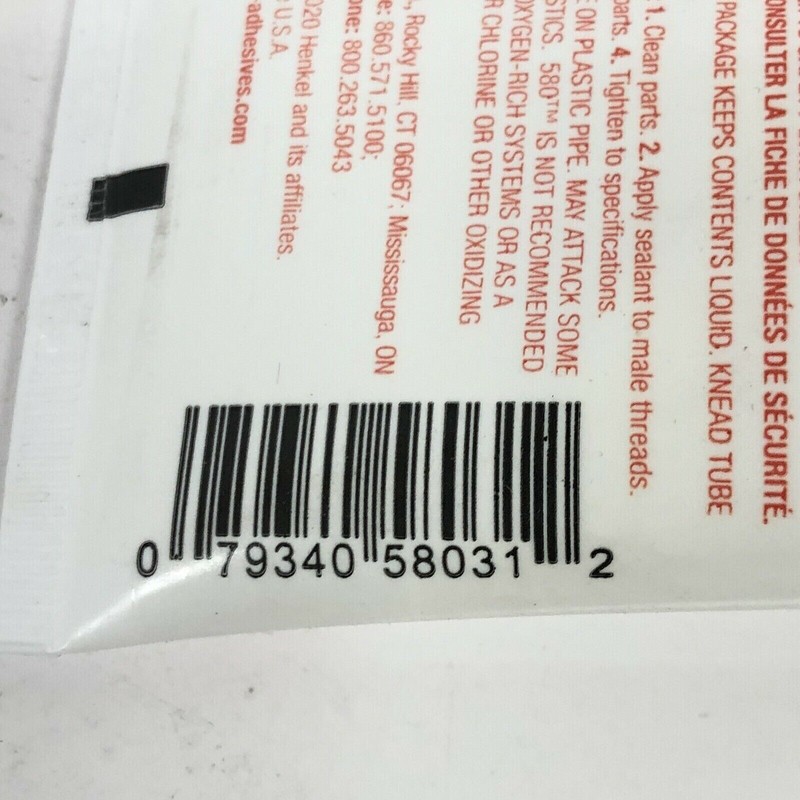 CONSULTER LA FICHE DE DONNÉES DE SÉCURITÉ.
PACKAGE KEEPS CONTENTS LIQUID. KNEAD TUBE
1. Clean parts. 2. Apply sealant to male threads.
parts. 4. Tighten to specifications.
ON PLASTIC PIPE. MAY ATTACK SOME
580™ IS NOT RECOMMENDED
OXYGEN-RICH SYSTEMS OR AS A
CHLORINE OR OTHER OXIDIZING
Rocky Hill, CT 06067; Mississauga, ON
860.571.5100;
800.263.5043
Henkel and its affiliates.
U.S.A.
adhesives.com
0 79340 58031 2